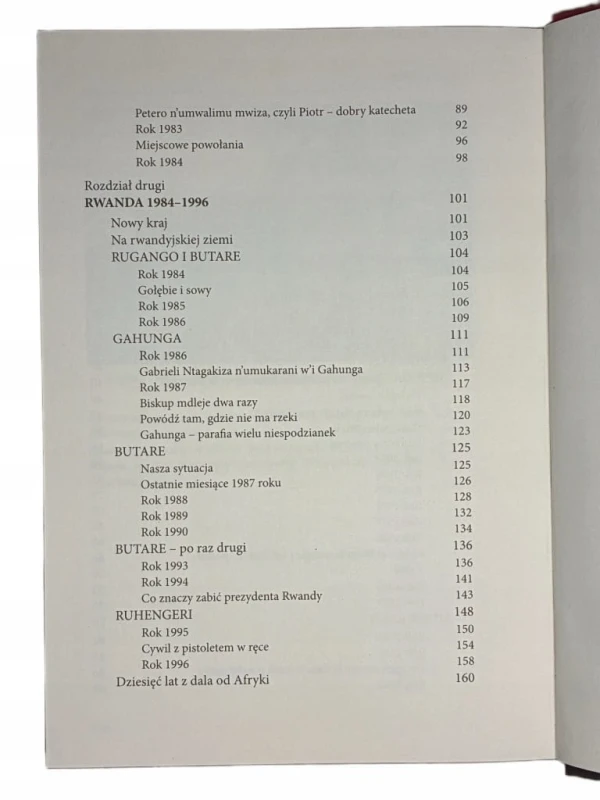 Petero n'umwalimu mwiza, czyli Piotr – dobry katecheta 89
Rok 1983 92
Miejscowe powołania 96
Rok 1984 98
Rozdział drugi
RWANDA 1984–1996 101
Nowy kraj 101
Na rwandyjskiej ziemi 103
RUGANGO I BUTARE 104
Rok 1984 104
Gołębie i sowy 105
Rok 1985 106
Rok 1986 109
GAHUNGA 111
Rok 1986 111
Gabrieli Ntagakiza n'umukarani w'i Gahunga 113
Rok 1987 117
Biskup mdleje dwa razy 118
Powódź tam, gdzie nie ma rzeki 120
Gahunga – parafia wielu niespodzianek 123
BUTARE 125
Nasza sytuacja 125
Ostatnie miesiące 1987 roku 126
Rok 1988 128
Rok 1989 132
Rok 1990 134
BUTARE – po raz drugi 136
Rok 1993 136
Rok 1994 141
Co znaczy zabić prezydenta Rwandy 143
RUHENGERI 148
Rok 1995 150
Cywil z pistoletem w ręce 154
Rok 1996 158
Dziesięć lat z dala od Afryki 160